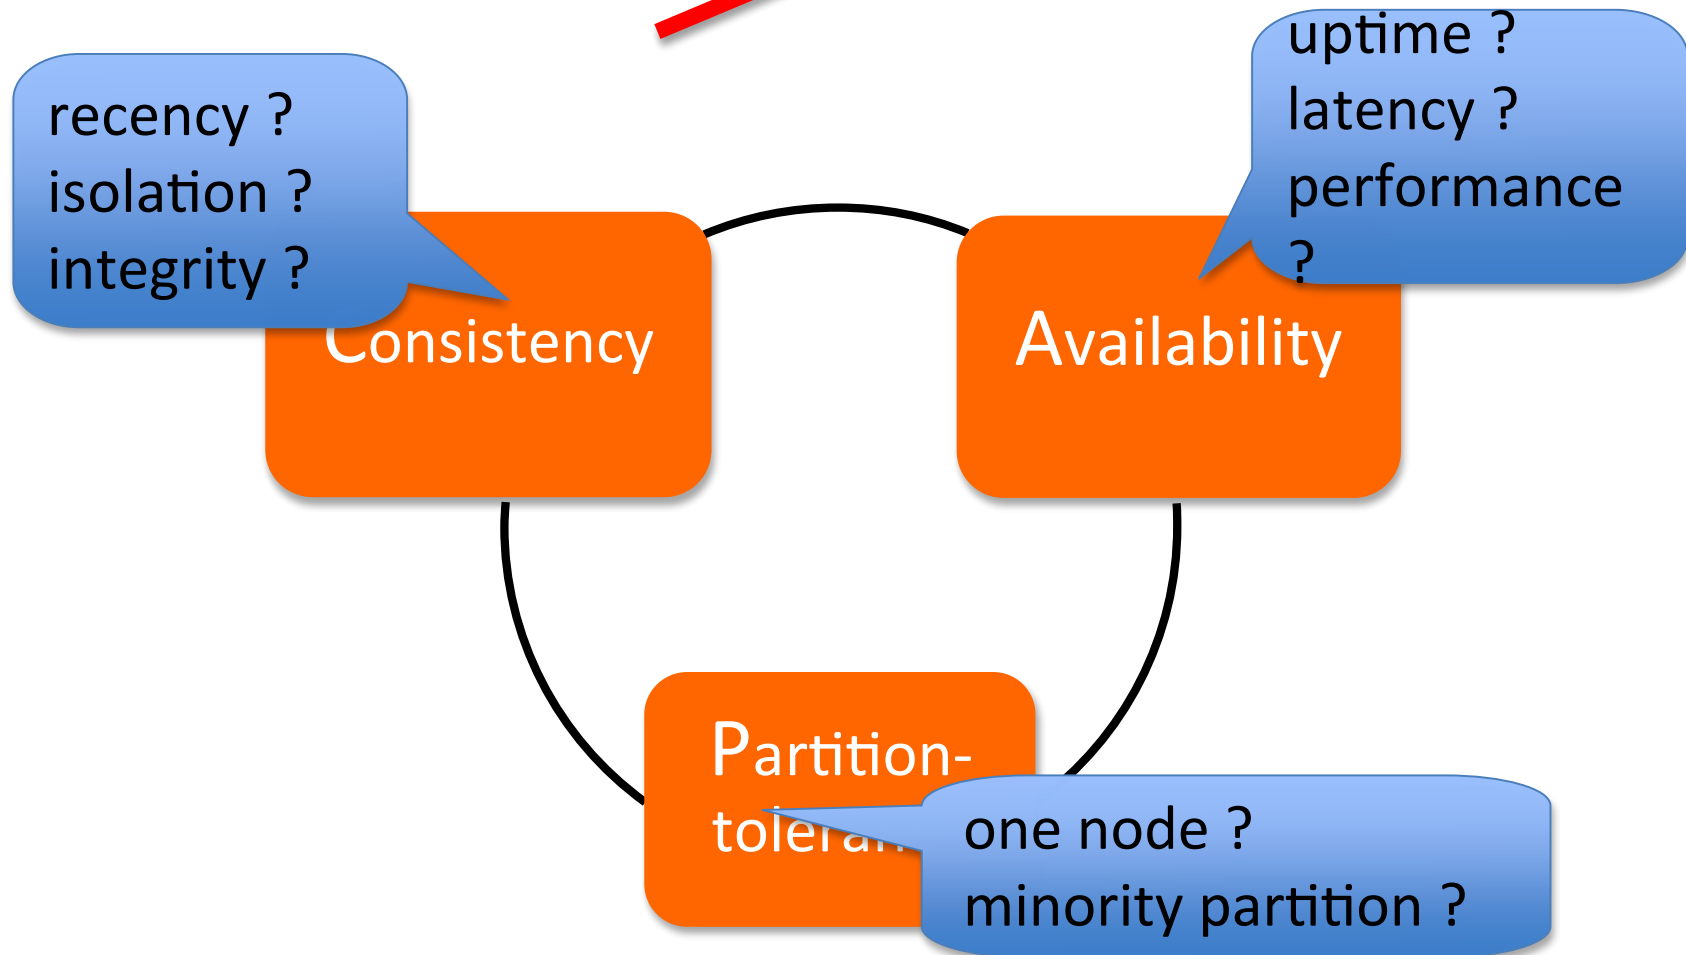 recency ?
isolation ?
integrity ?
uptime ?
latency ?
performance
?
Consistency
Availability
Partition-
one node ?
minority partition ?